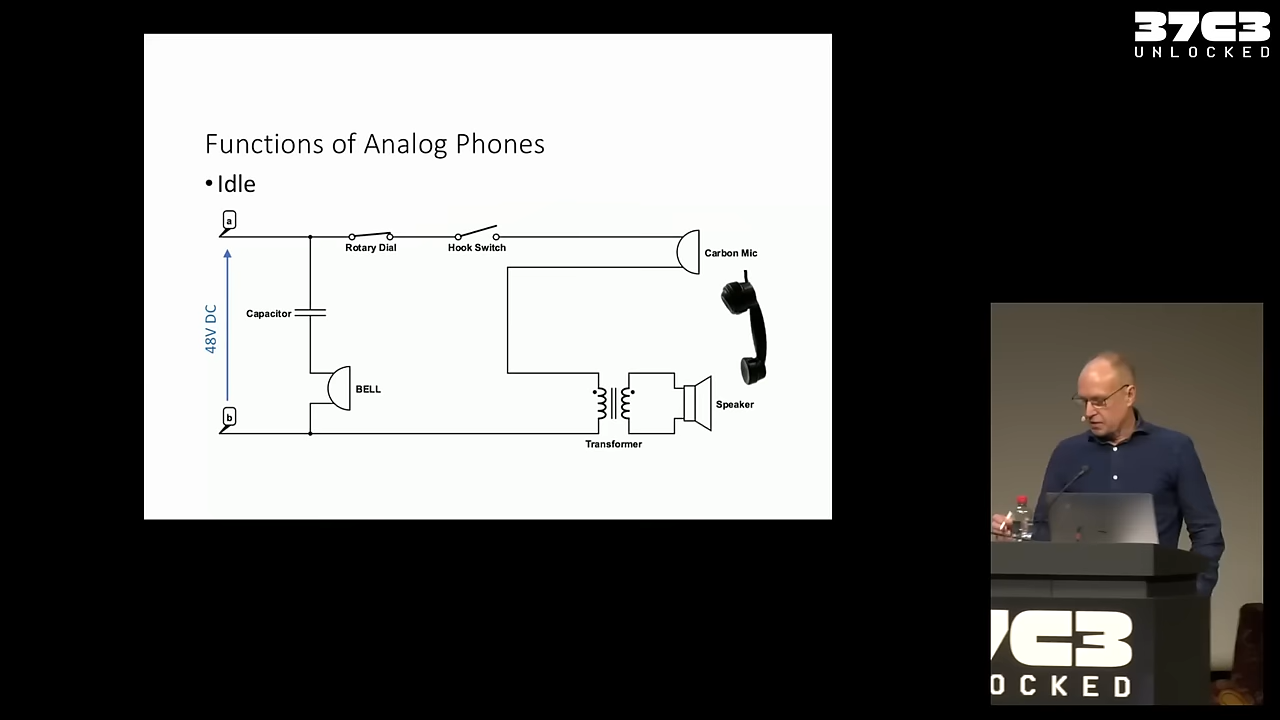 37C3
UNLOCKED
Functions of Analog Phones
• Idle
a
Rotary Dial
Hook Switch
Carbon Mic
48V DC
Capacitor
BELL
b
Speaker
Transformer
7C3
OCKED